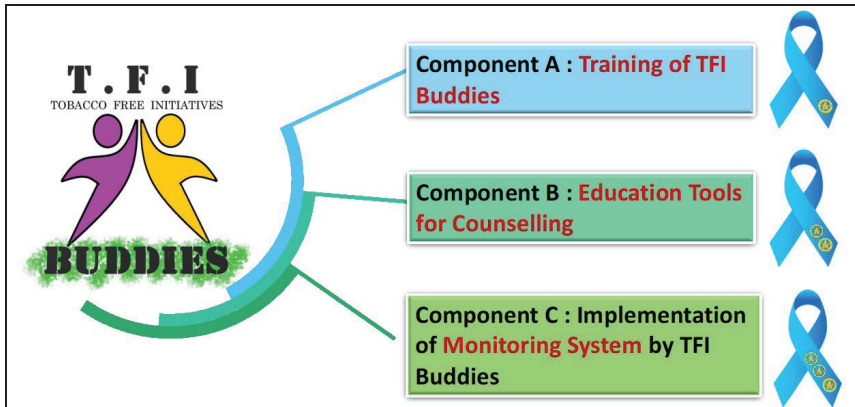 T.F.I
TOBACCO FREE INITIATIVES
BUDDIES
Component A : Training of TFI
Buddies
Component B : Education Tools
for Counselling
Component C : Implementation
of Monitoring System by TFI
Buddies